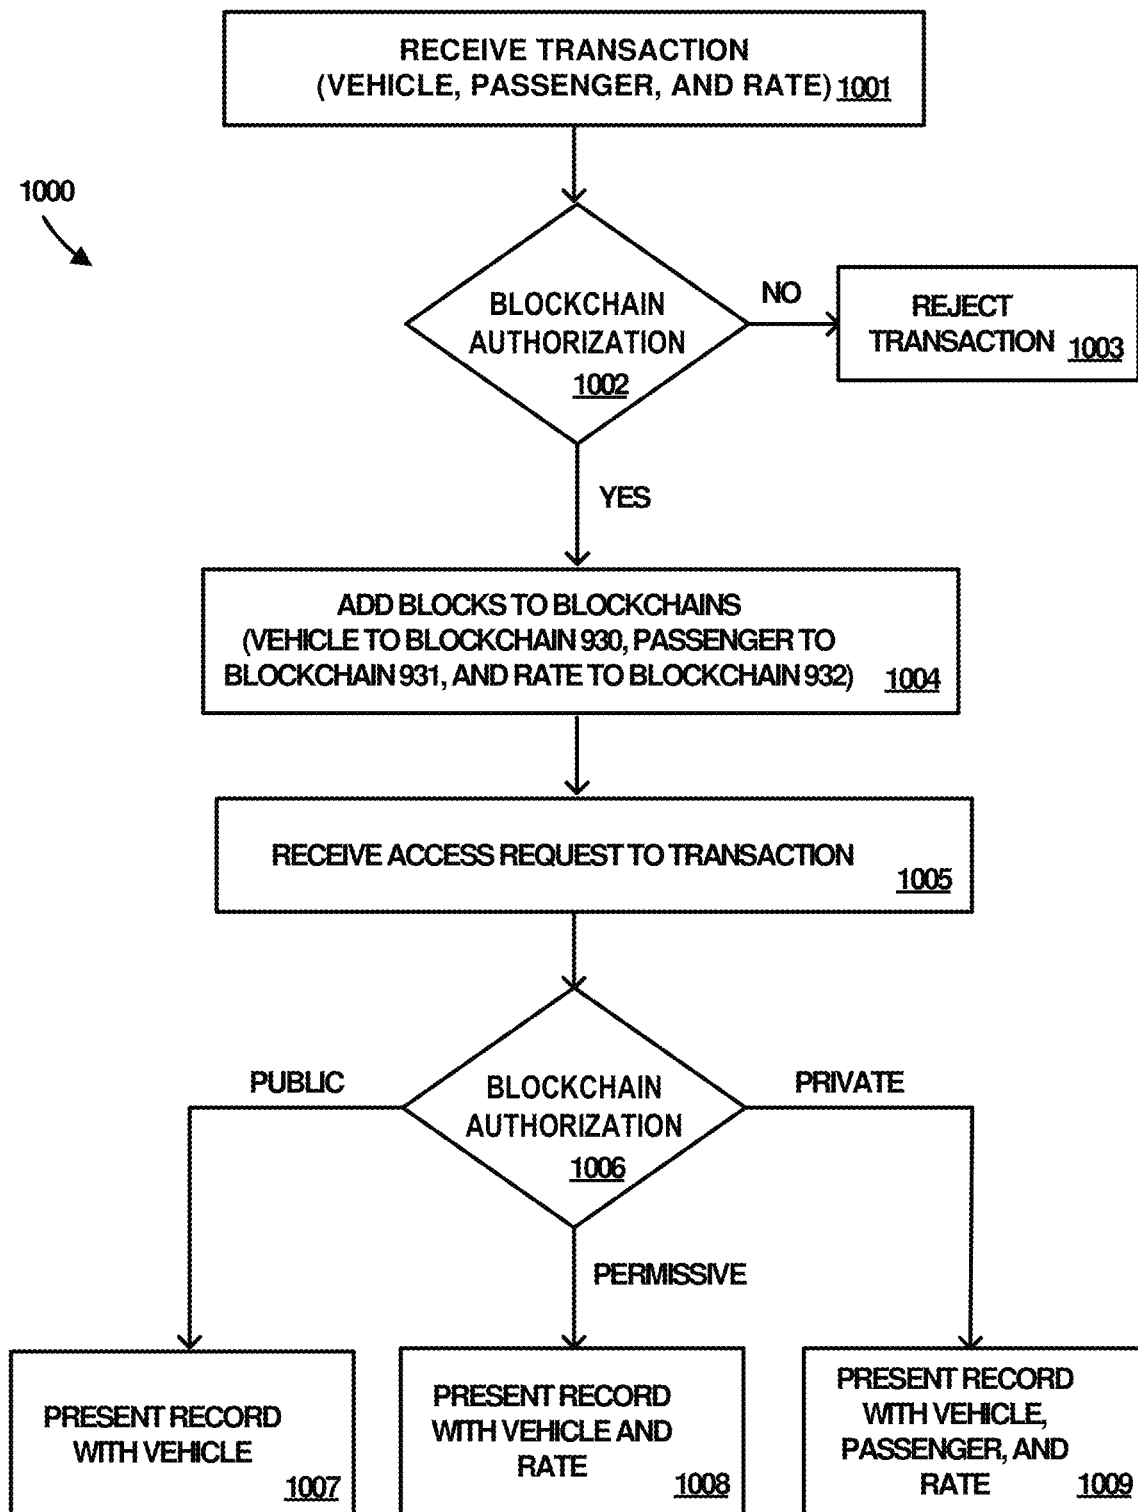 RECEIVE TRANSACTION
(VEHICLE, PASSENGER, AND RATE) 1001
1000
BLOCKCHAIN
AUTHORIZATION
1002
NO
REJECT
TRANSACTION 1003
YES
ADD BLOCKS TO BLOCKCHAINS
(VEHICLE TO BLOCKCHAIN 930, PASSENGER TO
BLOCKCHAIN 931, AND RATE TO BLOCKCHAIN 932) 1004
RECEIVE ACCESS REQUEST TO TRANSACTION
1005
PUBLIC
BLOCKCHAIN
AUTHORIZATION
1006
PRIVATE
PERMISSIVE
PRESENT RECORD
WITH VEHICLE
1007
PRESENT RECORD
WITH VEHICLE AND
RATE 1008
PRESENT RECORD
WITH VEHICLE,
PASSENGER, AND
RATE 1009